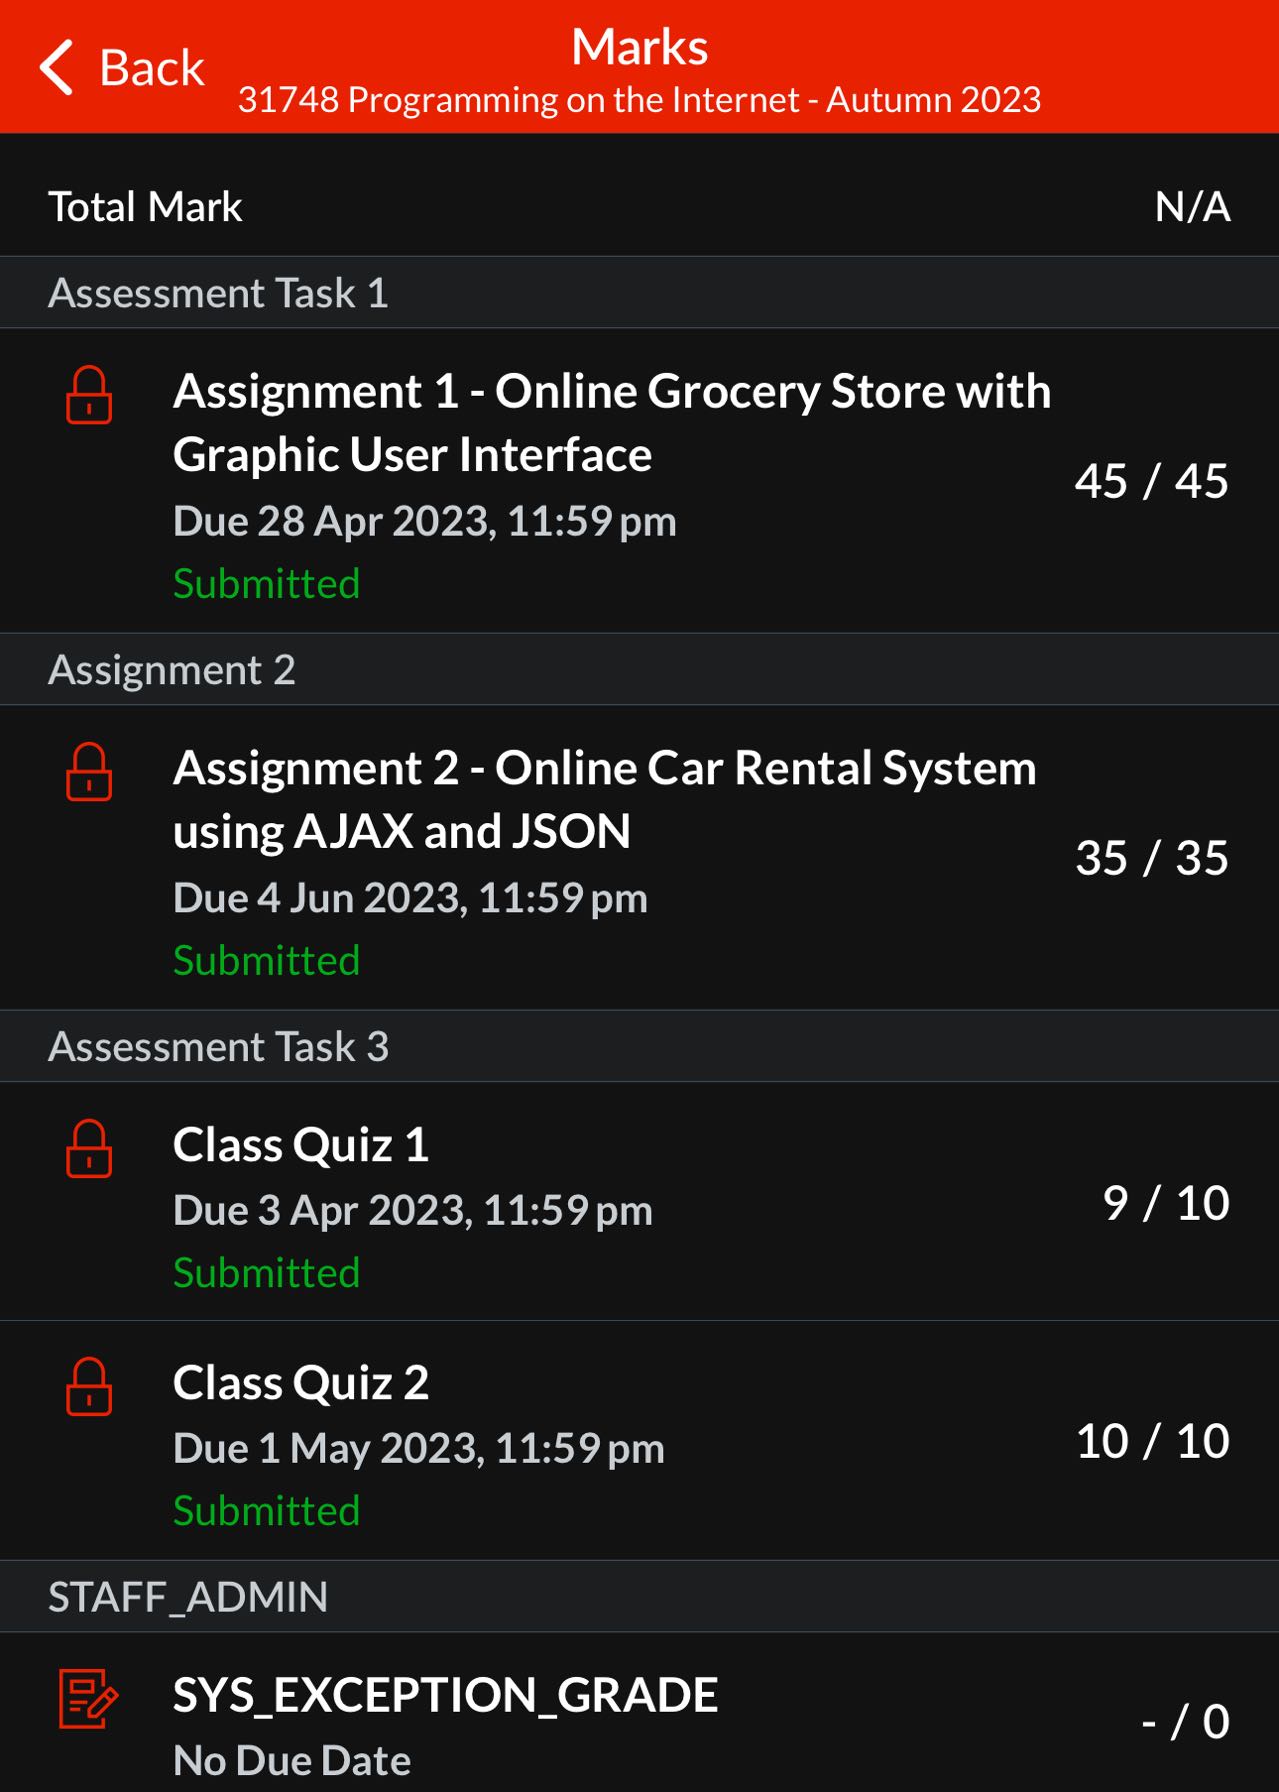 Back
Marks
31748 Programming on the Internet - Autumn 2023
Total Mark N/A
Assessment Task 1
Assignment 1 - Online Grocery Store with
Graphic User Interface
45 / 45
Due 28 Apr 2023, 11:59 pm
Submitted
Assignment 2
Assignment 2 - Online Car Rental System
using AJAX and JSON
35 / 35
Due 4 Jun 2023, 11:59 pm
Submitted
Assessment Task 3
Class Quiz 1
Due 3 Apr 2023, 11:59 pm
9 / 10
Submitted
Class Quiz 2
Due 1 May 2023, 11:59 pm
10 / 10
Submitted
STAFF_ADMIN
SYS_EXCEPTION_GRADE
- / 0
No Due Date